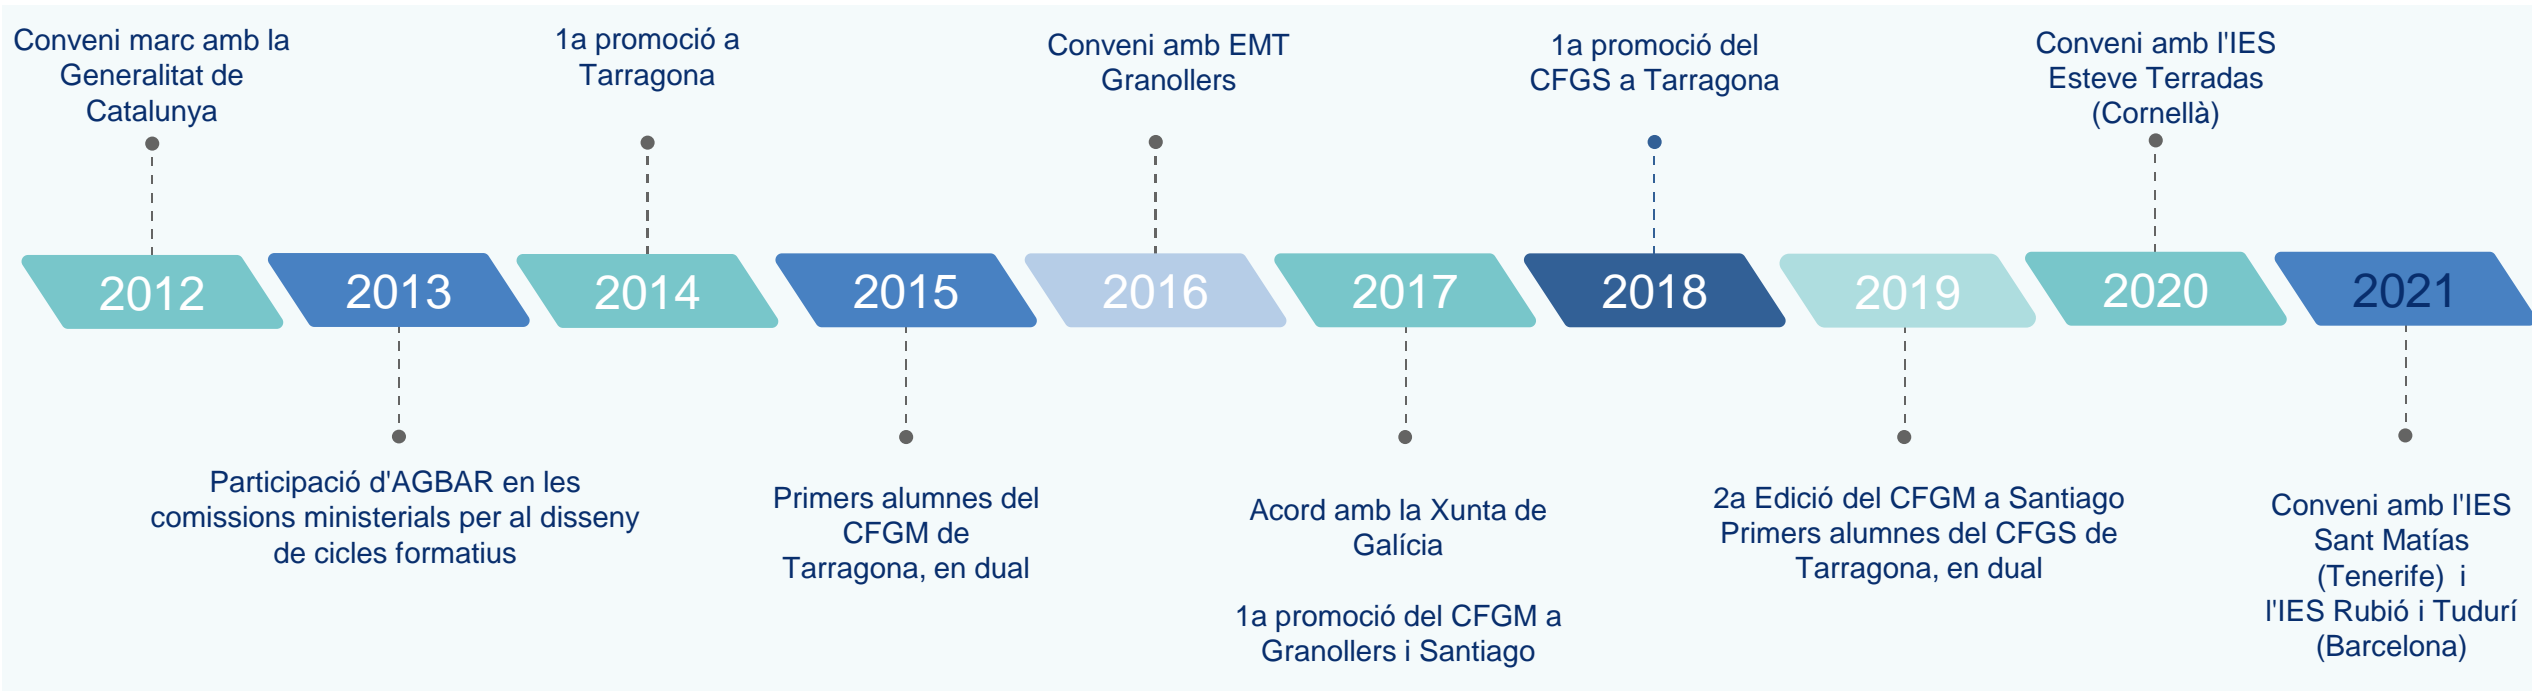 Conveni marc amb la
Generalitat de
Catalunya
1a promoció a
Tarragona
Conveni amb EMT
Granollers
1a promoció del
CFGS a Tarragona
Conveni amb l'IES
Esteve Terradas
(Cornellà)
2012
2013
2014
2015
2016
2017
2018
2019
2020
2021
Participació d'AGBAR en les
comissions ministerials per al disseny
de cicles formatius
Primers alumnes del
CFGM de
Tarragona, en dual
Acord amb la Xunta de
Galícia
1a promoció del CFGM a
Granollers i Santiago
2a Edició del CFGM a Santiago
Primers alumnes del CFGS de
Tarragona, en dual
Conveni amb l'IES
Sant Matías
(Tenerife) i
l'IES Rubió i Tudurí
(Barcelona)